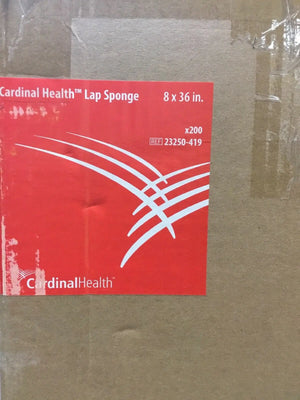 Cardinal Health™ Lap Sponge 8 x 36 in.
x200
REF 23250-419
CardinalHealth™